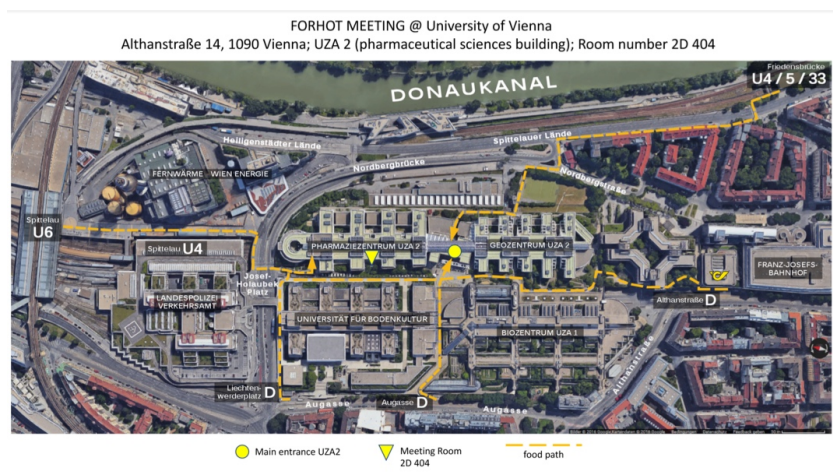 FORHOT MEETING @ University of Vienna
Althanstraße 14, 1090 Vienna; UZA 2 (pharmaceutical sciences building); Room number 2D 404
Friedensbrücke
U4 / 5 / 33
DONAUKANAL
Heiligenstädter Lände
Spittelauer Lände
Nordbergbrücke
FERNWÄRME WIEN ENERGIE
Nordbergstraße
Spittelau
U6
Spittelau U4
PHARMAZIEZENTRUM UZA 2
GEOZENTRUM UZA 2
FRANZ-JOSEFS-
BAHNHOF
Josef-
Holaubek
Platz
LANDESPOLIZEI
VERKEHRSAMT
Althanstraße D
UNIVERSITÄT FÜR BODENKULTUR
BIOZENTRUM UZA 1
Althanstraße
Liechten-
werderplatz D
Augasse
Augasse D
Augasse
Main entrance UZA2
Meeting Room
2D 404
food path